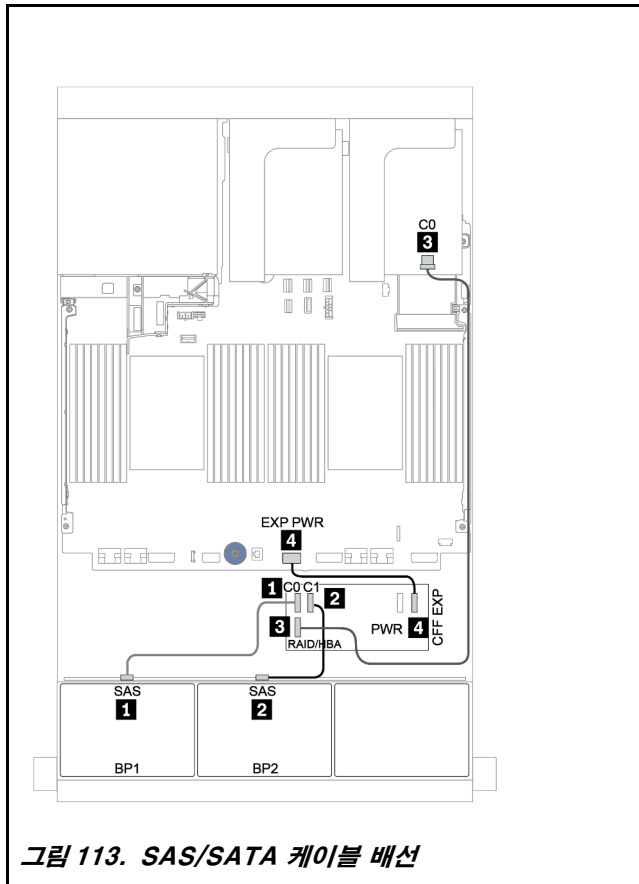 C0
3
EXP PWR
4
1 C0 C1 2
3
RAID/HBA
PWR 4
CFF EXP
SAS
1
SAS
2
BP1
BP2
그림 113. SAS/SATA 케이블 배선